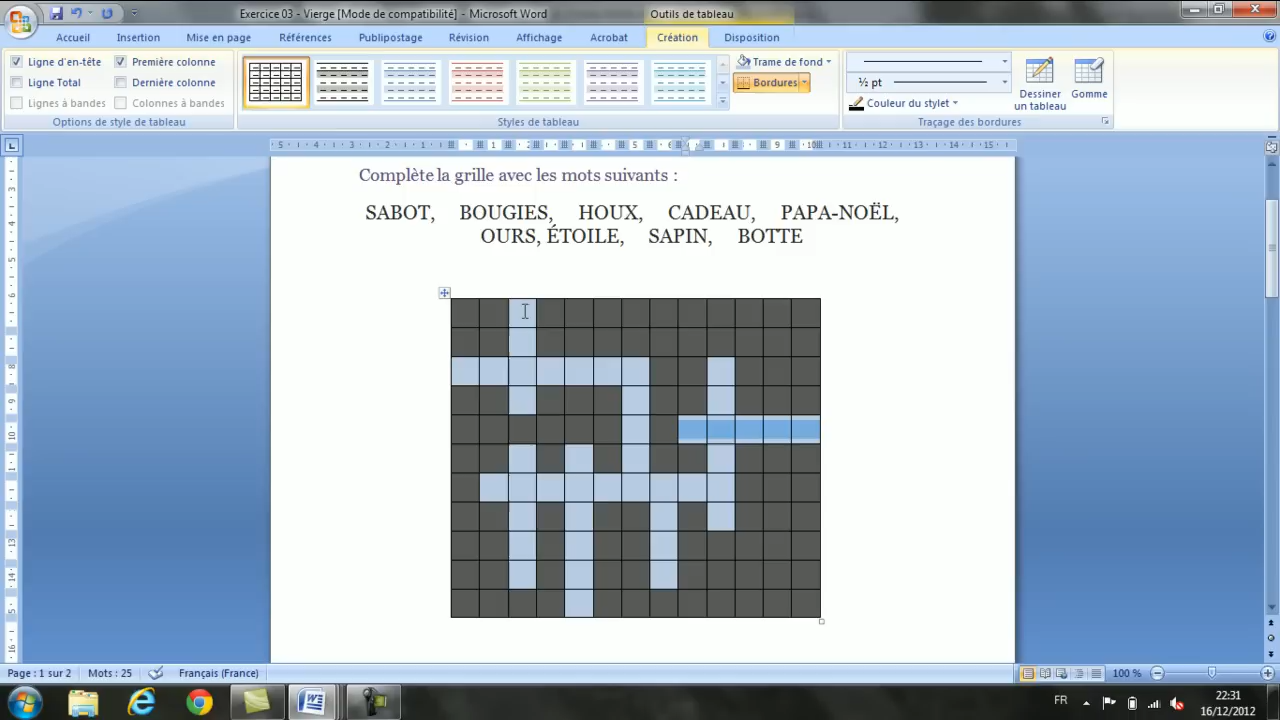 Exercice 03 - Vierge [Mode de compatibilité] - Microsoft Word
Outils de tableau
Accueil Insertion Mise en page Références Publipostage Révision Affichage Acrobat Création Disposition
Ligne d'en-tête Première colonne
Ligne Total Dernière colonne
Lignes à bandes Colonnes à bandes
Options de style de tableau
Styles de tableau
Trame de fond
Bordures
½ pt
Couleur du stylet
Dessiner un tableau
Gomme
Traçage des bordures
Complète la grille avec les mots suivants :
SABOT, BOUGIES, HOUX, CADEAU, PAPA-NOËL,
OURS, ÉTOILE, SAPIN, BOTTE
Page : 1 sur 2 Mots : 25 Français (France) 100 %
FR 22:31
16/12/2012